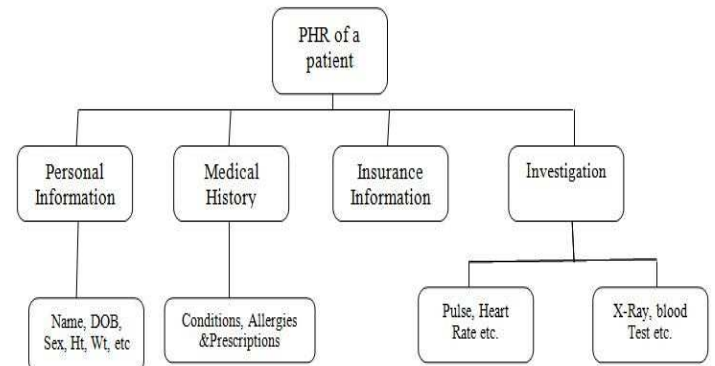 PHR of a
patient
Personal
Information
Medical
History
Insurance
Information
Investigation
Name, DOB,
Sex, Ht, Wt, etc
Conditions, Allergies
&Prescriptions
Pulse, Heart
Rate etc.
X-Ray, blood
Test etc.